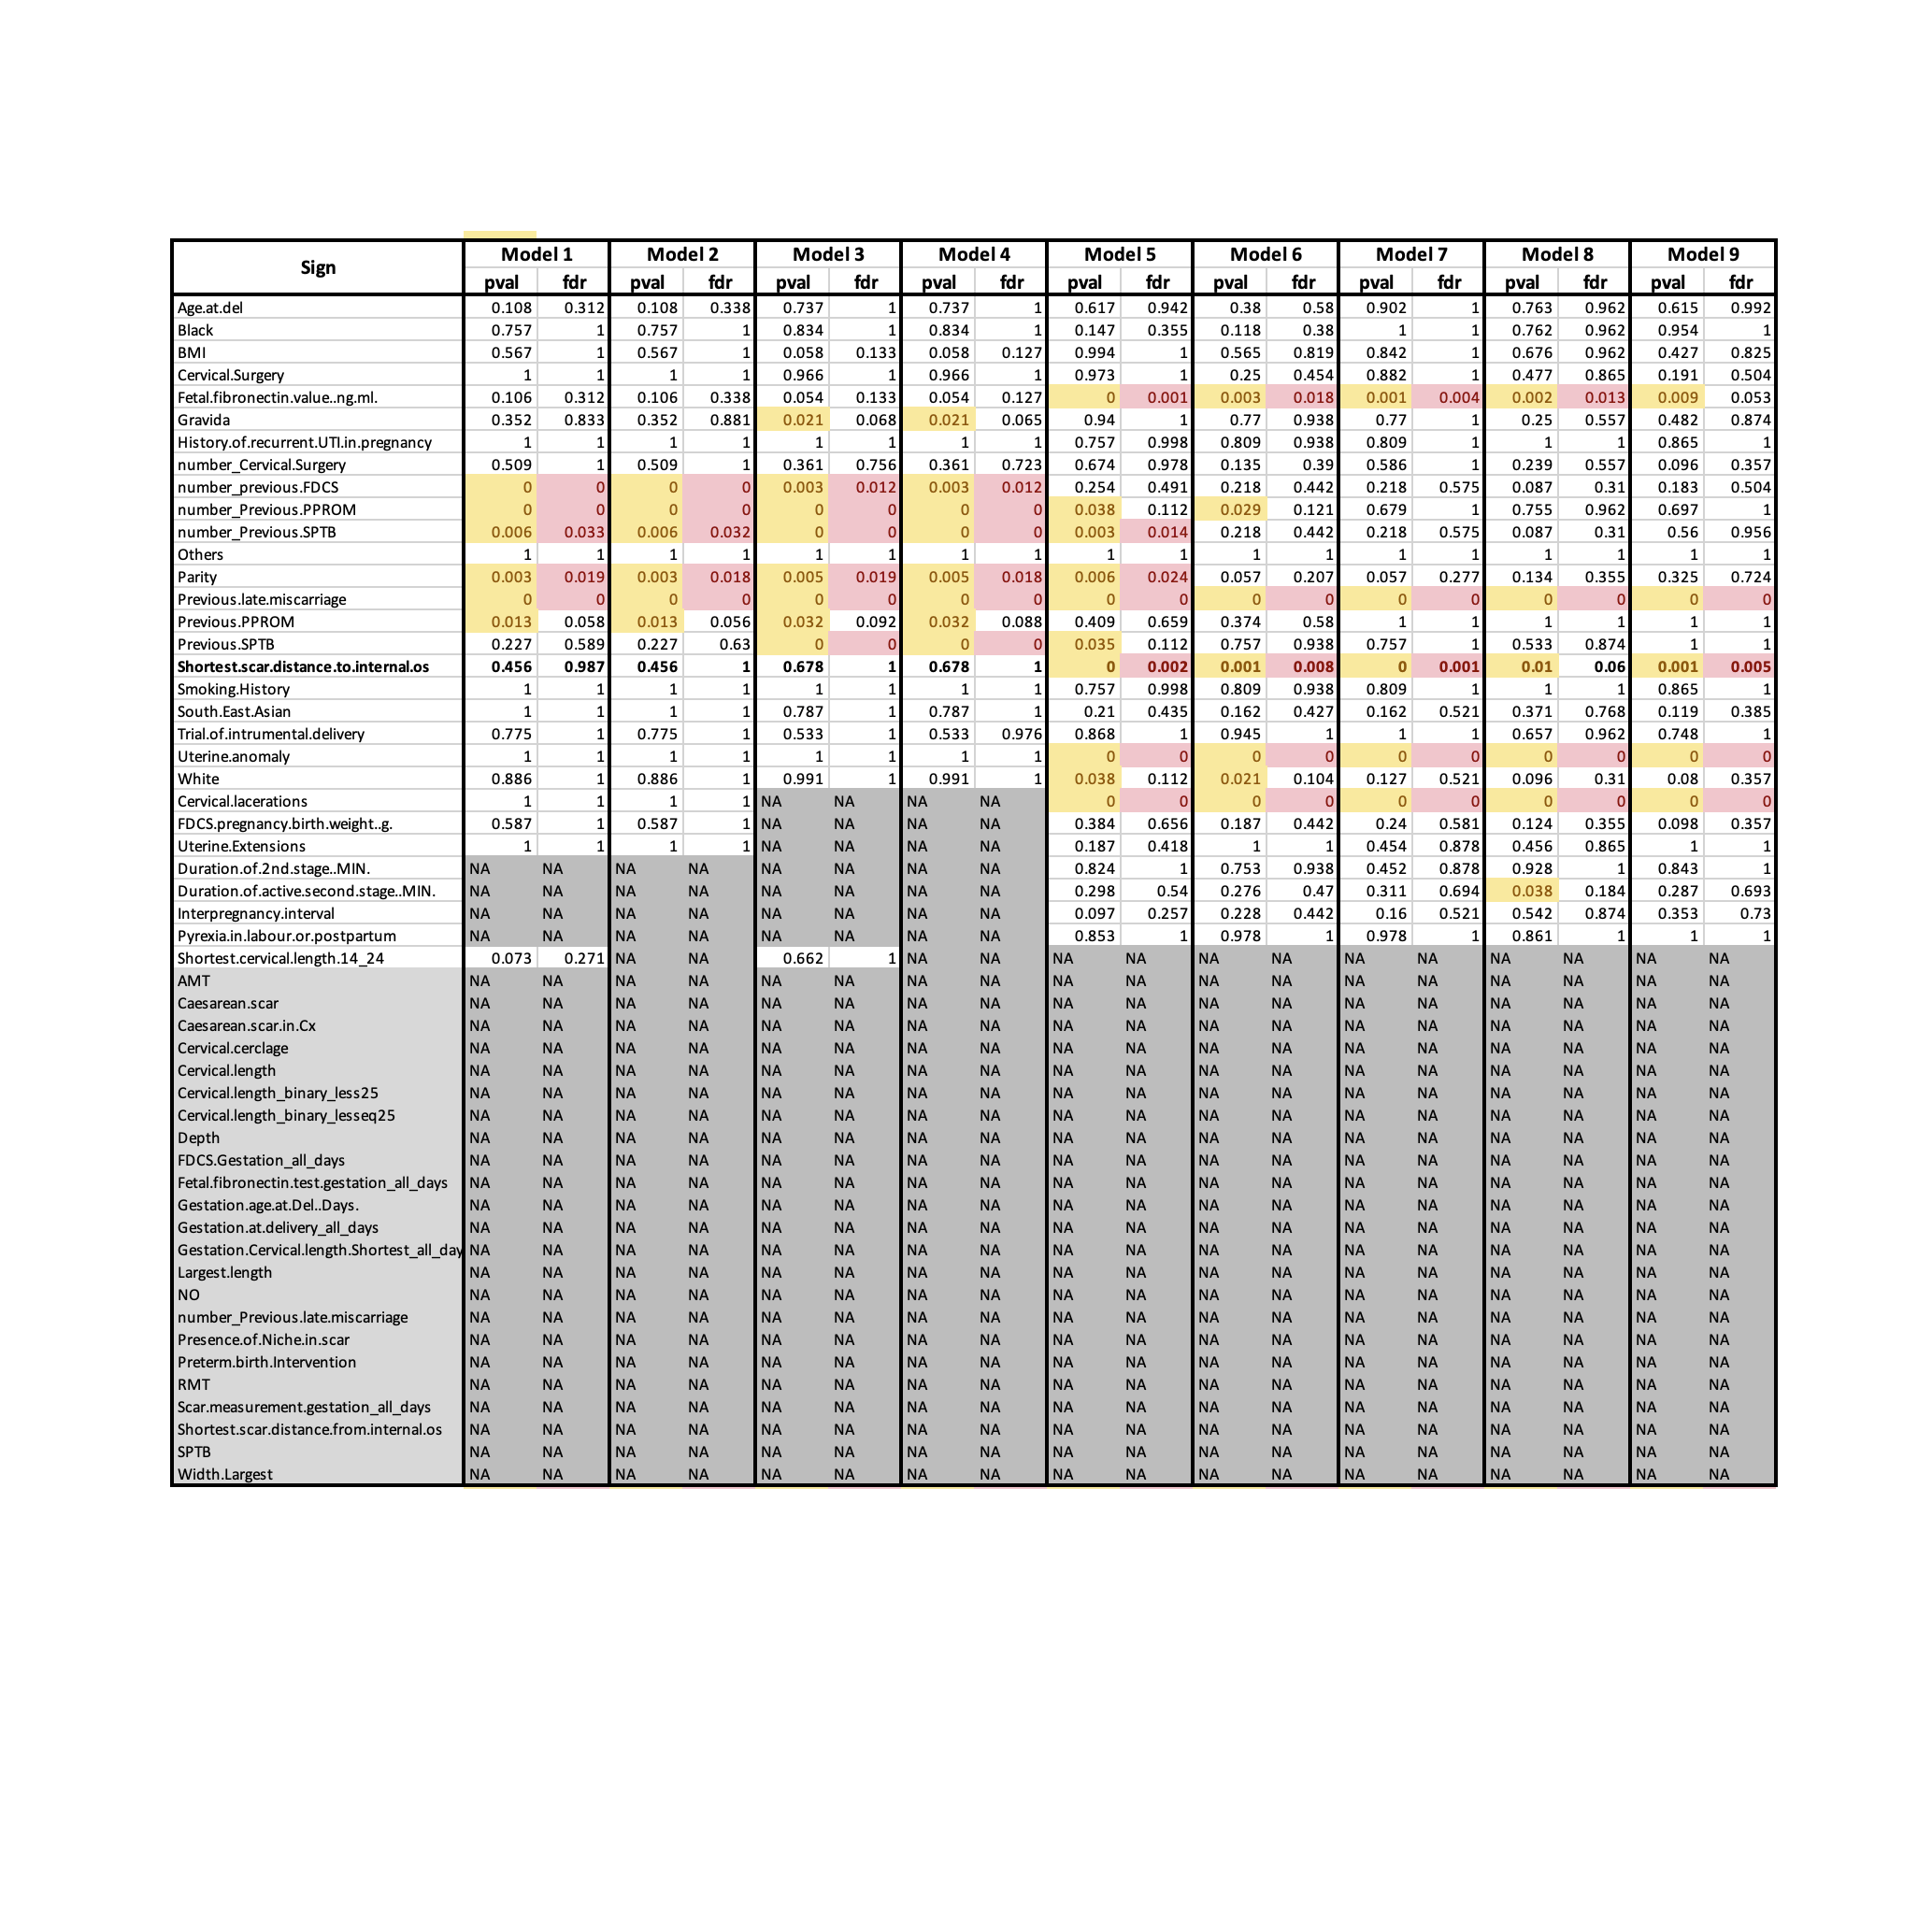 Sign Model 1 Model 2 Model 3 Model 4 Model 5 Model 6 Model 7 Model 8 Model 9
pval fdr pval fdr pval fdr pval fdr pval fdr pval fdr pval fdr pval fdr pval fdr
Age.at.del 0.108 0.312 0.108 0.338 0.737 1 0.737 1 0.617 0.942 0.38 0.58 0.902 1 0.763 0.962 0.615 0.992
Black 0.757 1 0.757 1 0.834 1 0.834 1 0.147 0.355 0.118 0.38 1 1 0.762 0.962 0.954 1
BMI 0.567 1 0.567 1 0.058 0.133 0.058 0.127 0.994 1 0.565 0.819 0.842 1 0.676 0.962 0.427 0.825
Cervical.Surgery 1 1 1 1 0.966 1 0.966 1 0.973 1 0.25 0.454 0.882 1 0.477 0.865 0.191 0.504
Fetal.fibronectin.value..ng.ml. 0.106 0.312 0.106 0.338 0.054 0.133 0.054 0.127 0 0.001 0.003 0.018 0.001 0.004 0.002 0.013 0.009 0.053
Gravida 0.352 0.833 0.352 0.881 0.021 0.068 0.021 0.065 0.94 1 0.77 0.938 0.77 1 0.25 0.557 0.482 0.874
History.of.recurrent.UTI.in.pregnancy 1 1 1 1 1 1 1 1 0.757 0.998 0.809 0.938 0.809 1 1 1 0.865 1
number_Cervical.Surgery 0.509 1 0.509 1 0.361 0.756 0.361 0.723 0.674 0.978 0.135 0.39 0.586 1 0.239 0.557 0.096 0.357
number_previous.FDCS 0 0 0 0 0.003 0.012 0.003 0.012 0.254 0.491 0.218 0.442 0.218 0.575 0.087 0.31 0.183 0.504
number_Previous.PPROM 0 0 0 0 0 0 0 0 0.038 0.112 0.029 0.121 0.679 1 0.755 0.962 0.697 1
number_Previous.SPTB 0.006 0.033 0.006 0.032 0 0 0 0 0.003 0.014 0.218 0.442 0.218 0.575 0.087 0.31 0.56 0.956
Others 1 1 1 1 1 1 1 1 1 1 1 1 1 1 1 1 1 1
Parity 0.003 0.019 0.003 0.018 0.005 0.019 0.005 0.018 0.006 0.024 0.057 0.207 0.057 0.277 0.134 0.355 0.325 0.724
Previous.late.miscarriage 0 0 0 0 0 0 0 0 0 0 0 0 0 0 0 0 0 0
Previous.PPROM 0.013 0.058 0.013 0.056 0.032 0.092 0.032 0.088 0.409 0.659 0.374 0.58 1 1 1 1 1 1
Previous.SPTB 0.227 0.589 0.227 0.63 0 0 0 0 0.035 0.112 0.757 0.938 0.757 1 0.533 0.874 1 1
Shortest.scar.distance.to.internal.os 0.456 0.987 0.456 1 0.678 1 0.678 1 0 0.002 0.001 0.008 0 0.001 0.01 0.06 0.001 0.005
Smoking.History 1 1 1 1 1 1 1 1 0.757 0.998 0.809 0.938 0.809 1 1 1 0.865 1
South.East.Asian 1 1 1 1 0.787 1 0.787 1 0.21 0.435 0.162 0.427 0.162 0.521 0.371 0.768 0.119 0.385
Trial.of.intrumental.delivery 0.775 1 0.775 1 0.533 1 0.533 0.976 0.868 1 0.945 1 1 1 0.657 0.962 0.748 1
Uterine.anomaly 1 1 1 1 1 1 1 1 0 0 0 0 0 0 0 0 0 0
White 0.886 1 0.886 1 0.991 1 0.991 1 0.038 0.112 0.021 0.104 0.127 0.521 0.096 0.31 0.08 0.357
Cervical.lacerations 1 1 1 1 NA NA NA NA 0 0 0 0 0 0 0 0 0 0
FDCS.pregnancy.birth.weight..g. 0.587 1 0.587 1 NA NA NA NA 0.384 0.656 0.187 0.442 0.24 0.581 0.124 0.355 0.098 0.357
Uterine.Extensions 1 1 1 1 NA NA NA NA 0.187 0.418 1 1 0.454 0.878 0.456 0.865 1 1
Duration.of.2nd.stage..MIN. NA NA NA NA NA NA NA NA 0.824 1 0.753 0.938 0.452 0.878 0.928 1 0.843 1
Duration.of.active.second.stage..MIN. NA NA NA NA NA NA NA NA 0.298 0.54 0.276 0.47 0.311 0.694 0.038 0.184 0.287 0.693
Interpregnancy.interval NA NA NA NA NA NA NA NA 0.097 0.257 0.228 0.442 0.16 0.521 0.542 0.874 0.353 0.73
Pyrexia.in.labour.or.postpartum NA NA NA NA NA NA NA NA 0.853 1 0.978 1 0.978 1 0.861 1 1 1
Shortest.cervical.length.14_24 0.073 0.271 NA NA 0.662 1 NA NA NA NA NA NA NA NA NA NA NA NA
AMT NA NA NA NA NA NA NA NA NA NA NA NA NA NA NA NA NA NA
Caesarean.scar NA NA NA NA NA NA NA NA NA NA NA NA NA NA NA NA NA NA
Caesarean.scar.in.Cx NA NA NA NA NA NA NA NA NA NA NA NA NA NA NA NA NA NA
Cervical.cerclage NA NA NA NA NA NA NA NA NA NA NA NA NA NA NA NA NA NA
Cervical.length NA NA NA NA NA NA NA NA NA NA NA NA NA NA NA NA NA NA
Cervical.length_binary_less25 NA NA NA NA NA NA NA NA NA NA NA NA NA NA NA NA NA NA
Cervical.length_binary_lesseq25 NA NA NA NA NA NA NA NA NA NA NA NA NA NA NA NA NA NA
Depth NA NA NA NA NA NA NA NA NA NA NA NA NA NA NA NA NA NA
FDCS.Gestation_all_days NA NA NA NA NA NA NA NA NA NA NA NA NA NA NA NA NA NA
Fetal.fibronectin.test.gestation_all_days NA NA NA NA NA NA NA NA NA NA NA NA NA NA NA NA NA NA
Gestation.age.at.Del..Days. NA NA NA NA NA NA NA NA NA NA NA NA NA NA NA NA NA NA
Gestation.at.delivery_all_days NA NA NA NA NA NA NA NA NA NA NA NA NA NA NA NA NA NA
Gestation.Cervical.length.Shortest_all_day NA NA NA NA NA NA NA NA NA NA NA NA NA NA NA NA NA NA
Largest.length NA NA NA NA NA NA NA NA NA NA NA NA NA NA NA NA NA NA
NO NA NA NA NA NA NA NA NA NA NA NA NA NA NA NA NA NA NA
number_Previous.late.miscarriage NA NA NA NA NA NA NA NA NA NA NA NA NA NA NA NA NA NA
Presence.of.Niche.in.scar NA NA NA NA NA NA NA NA NA NA NA NA NA NA NA NA NA NA
Preterm.birth.Intervention NA NA NA NA NA NA NA NA NA NA NA NA NA NA NA NA NA NA
RMT NA NA NA NA NA NA NA NA NA NA NA NA NA NA NA NA NA NA
Scar.measurement.gestation_all_days NA NA NA NA NA NA NA NA NA NA NA NA NA NA NA NA NA NA
Shortest.scar.distance.from.internal.os NA NA NA NA NA NA NA NA NA NA NA NA NA NA NA NA NA NA
SPTB NA NA NA NA NA NA NA NA NA NA NA NA NA NA NA NA NA NA
Width.Largest NA NA NA NA NA NA NA NA NA NA NA NA NA NA NA NA NA NA